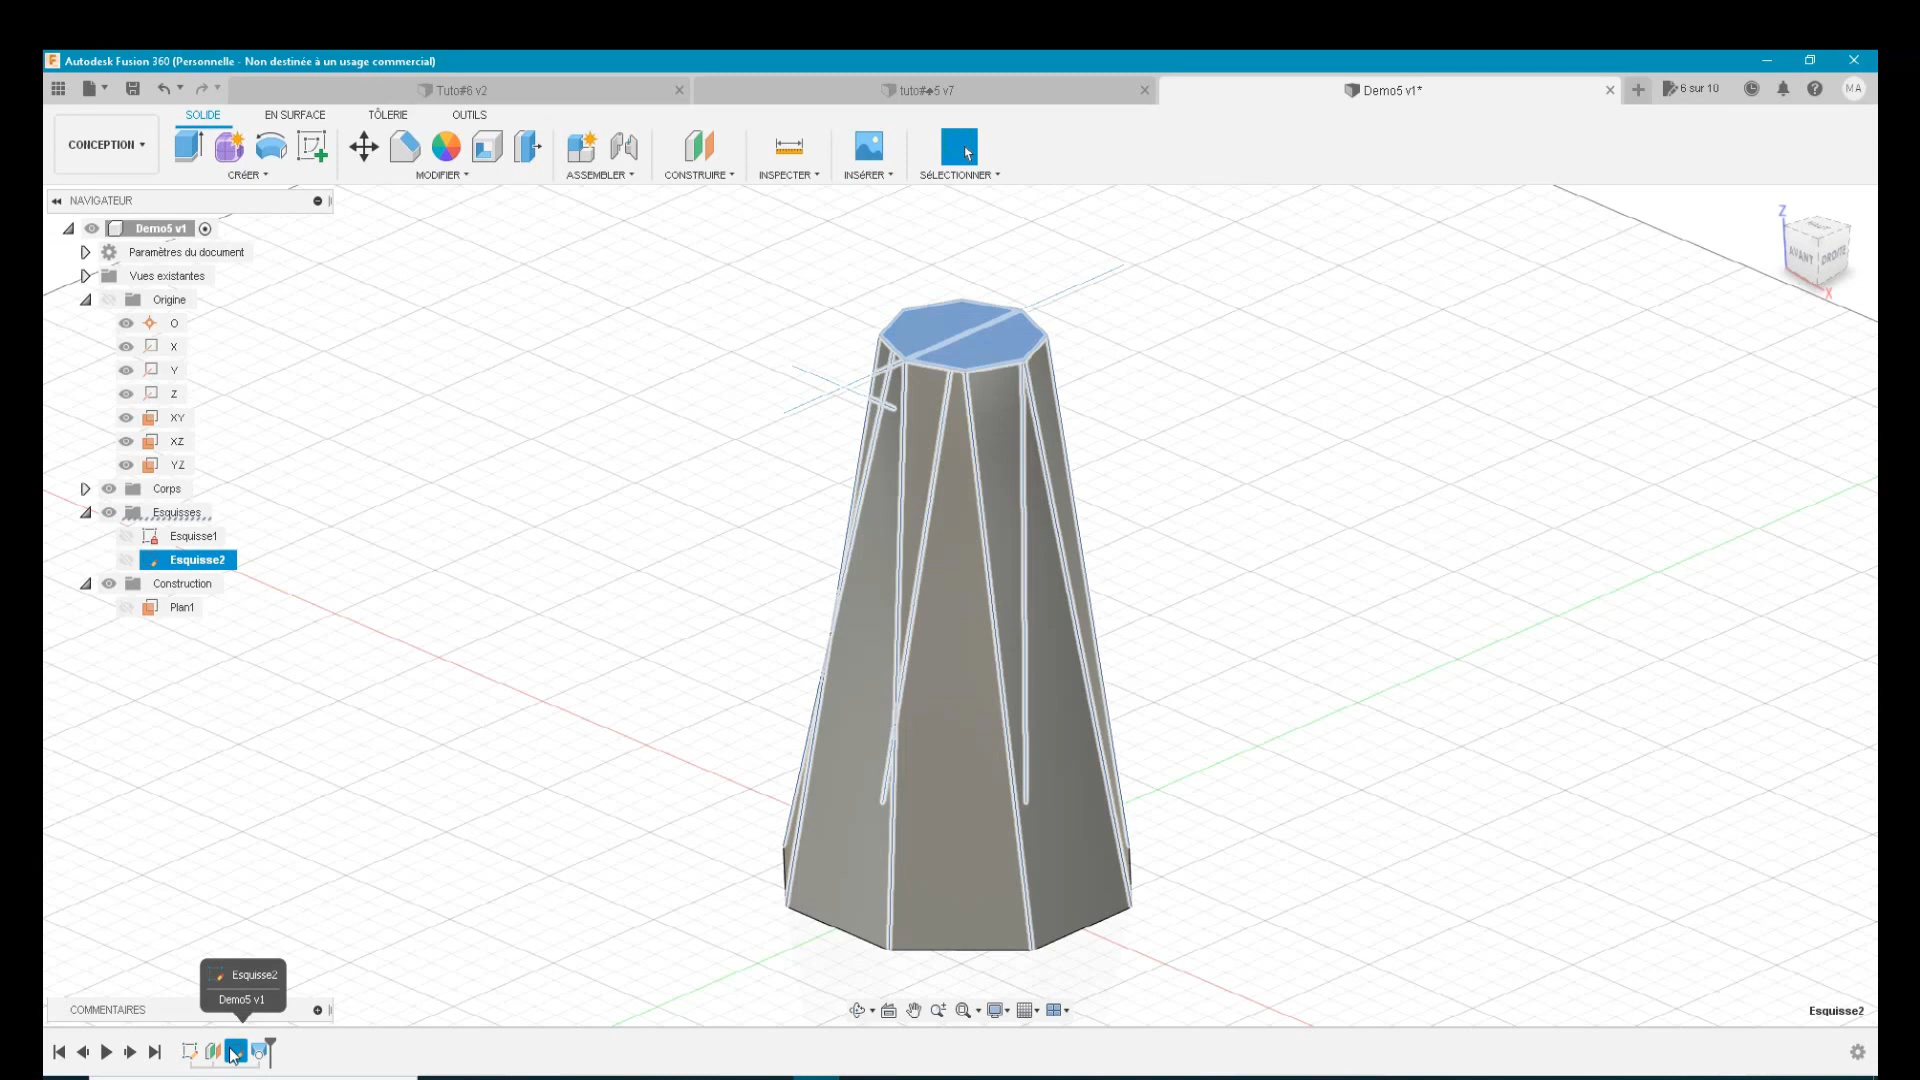 Autodesk Fusion 360 (Personnelle - Non destinée à un usage commercial)
Tuto#6 v2
tuto#♠5 v7
Demo5 v1*
6 sur 10
MA
SOLIDE
EN SURFACE
TÔLERIE
OUTILS
CONCEPTION
CRÉER
MODIFIER
ASSEMBLER
CONSTRUIRE
INSPECTER
INSÉRER
SÉLECTIONNER
NAVIGATEUR
Demo5 v1
Paramètres du document
Vues existantes
Origine
O
X
Y
Z
XY
XZ
YZ
Corps
Esquisses
Esquisse1
Esquisse2
Construction
Plan1
Z
AVANT
DROITE
X
Esquisse2
Demo5 v1
COMMENTAIRES
Esquisse2